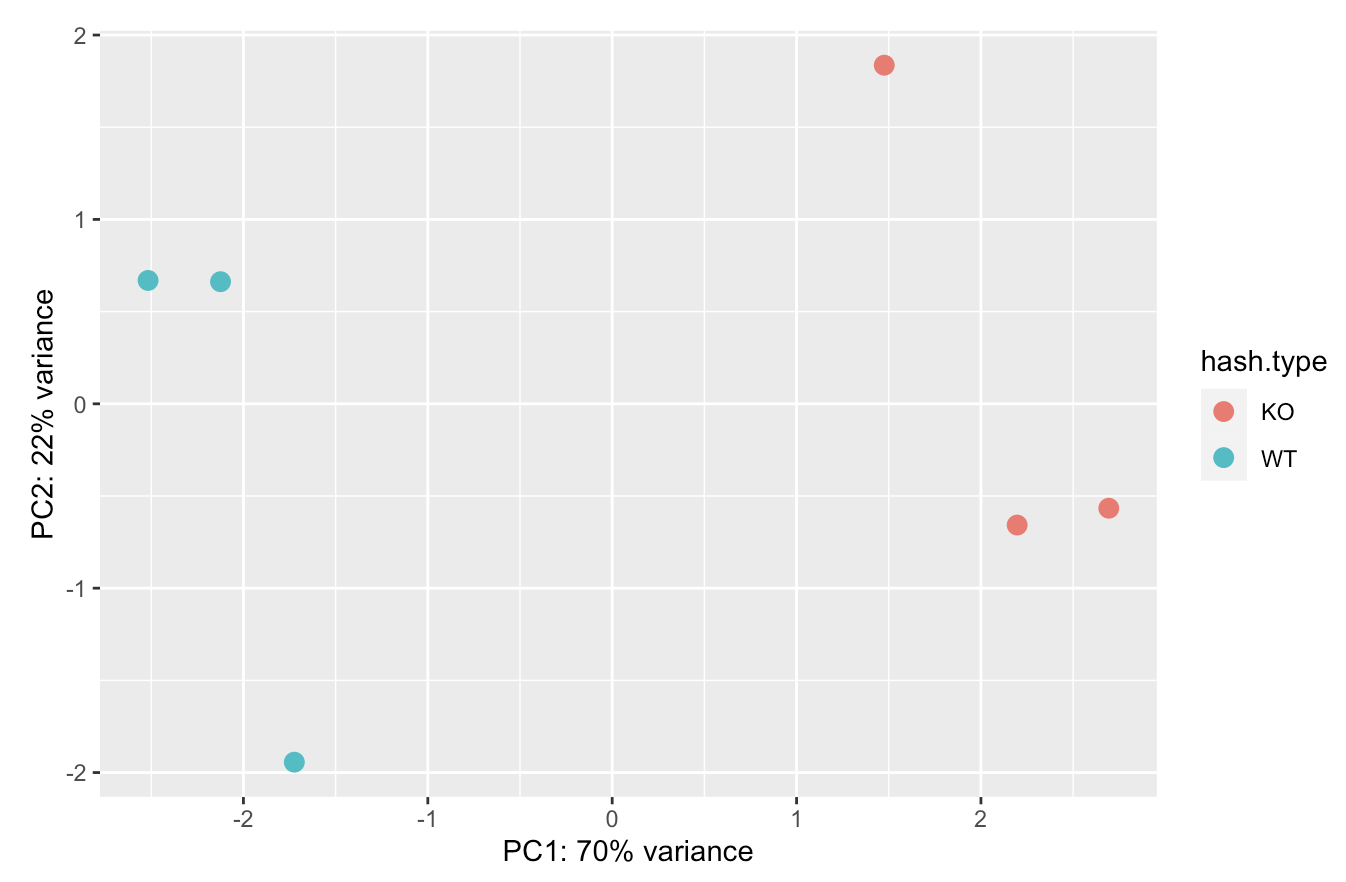 2
1
0
-1
-2
PC2: 22% variance
-2
-1
0
1
2
PC1: 70% variance
hash.type
KO
WT